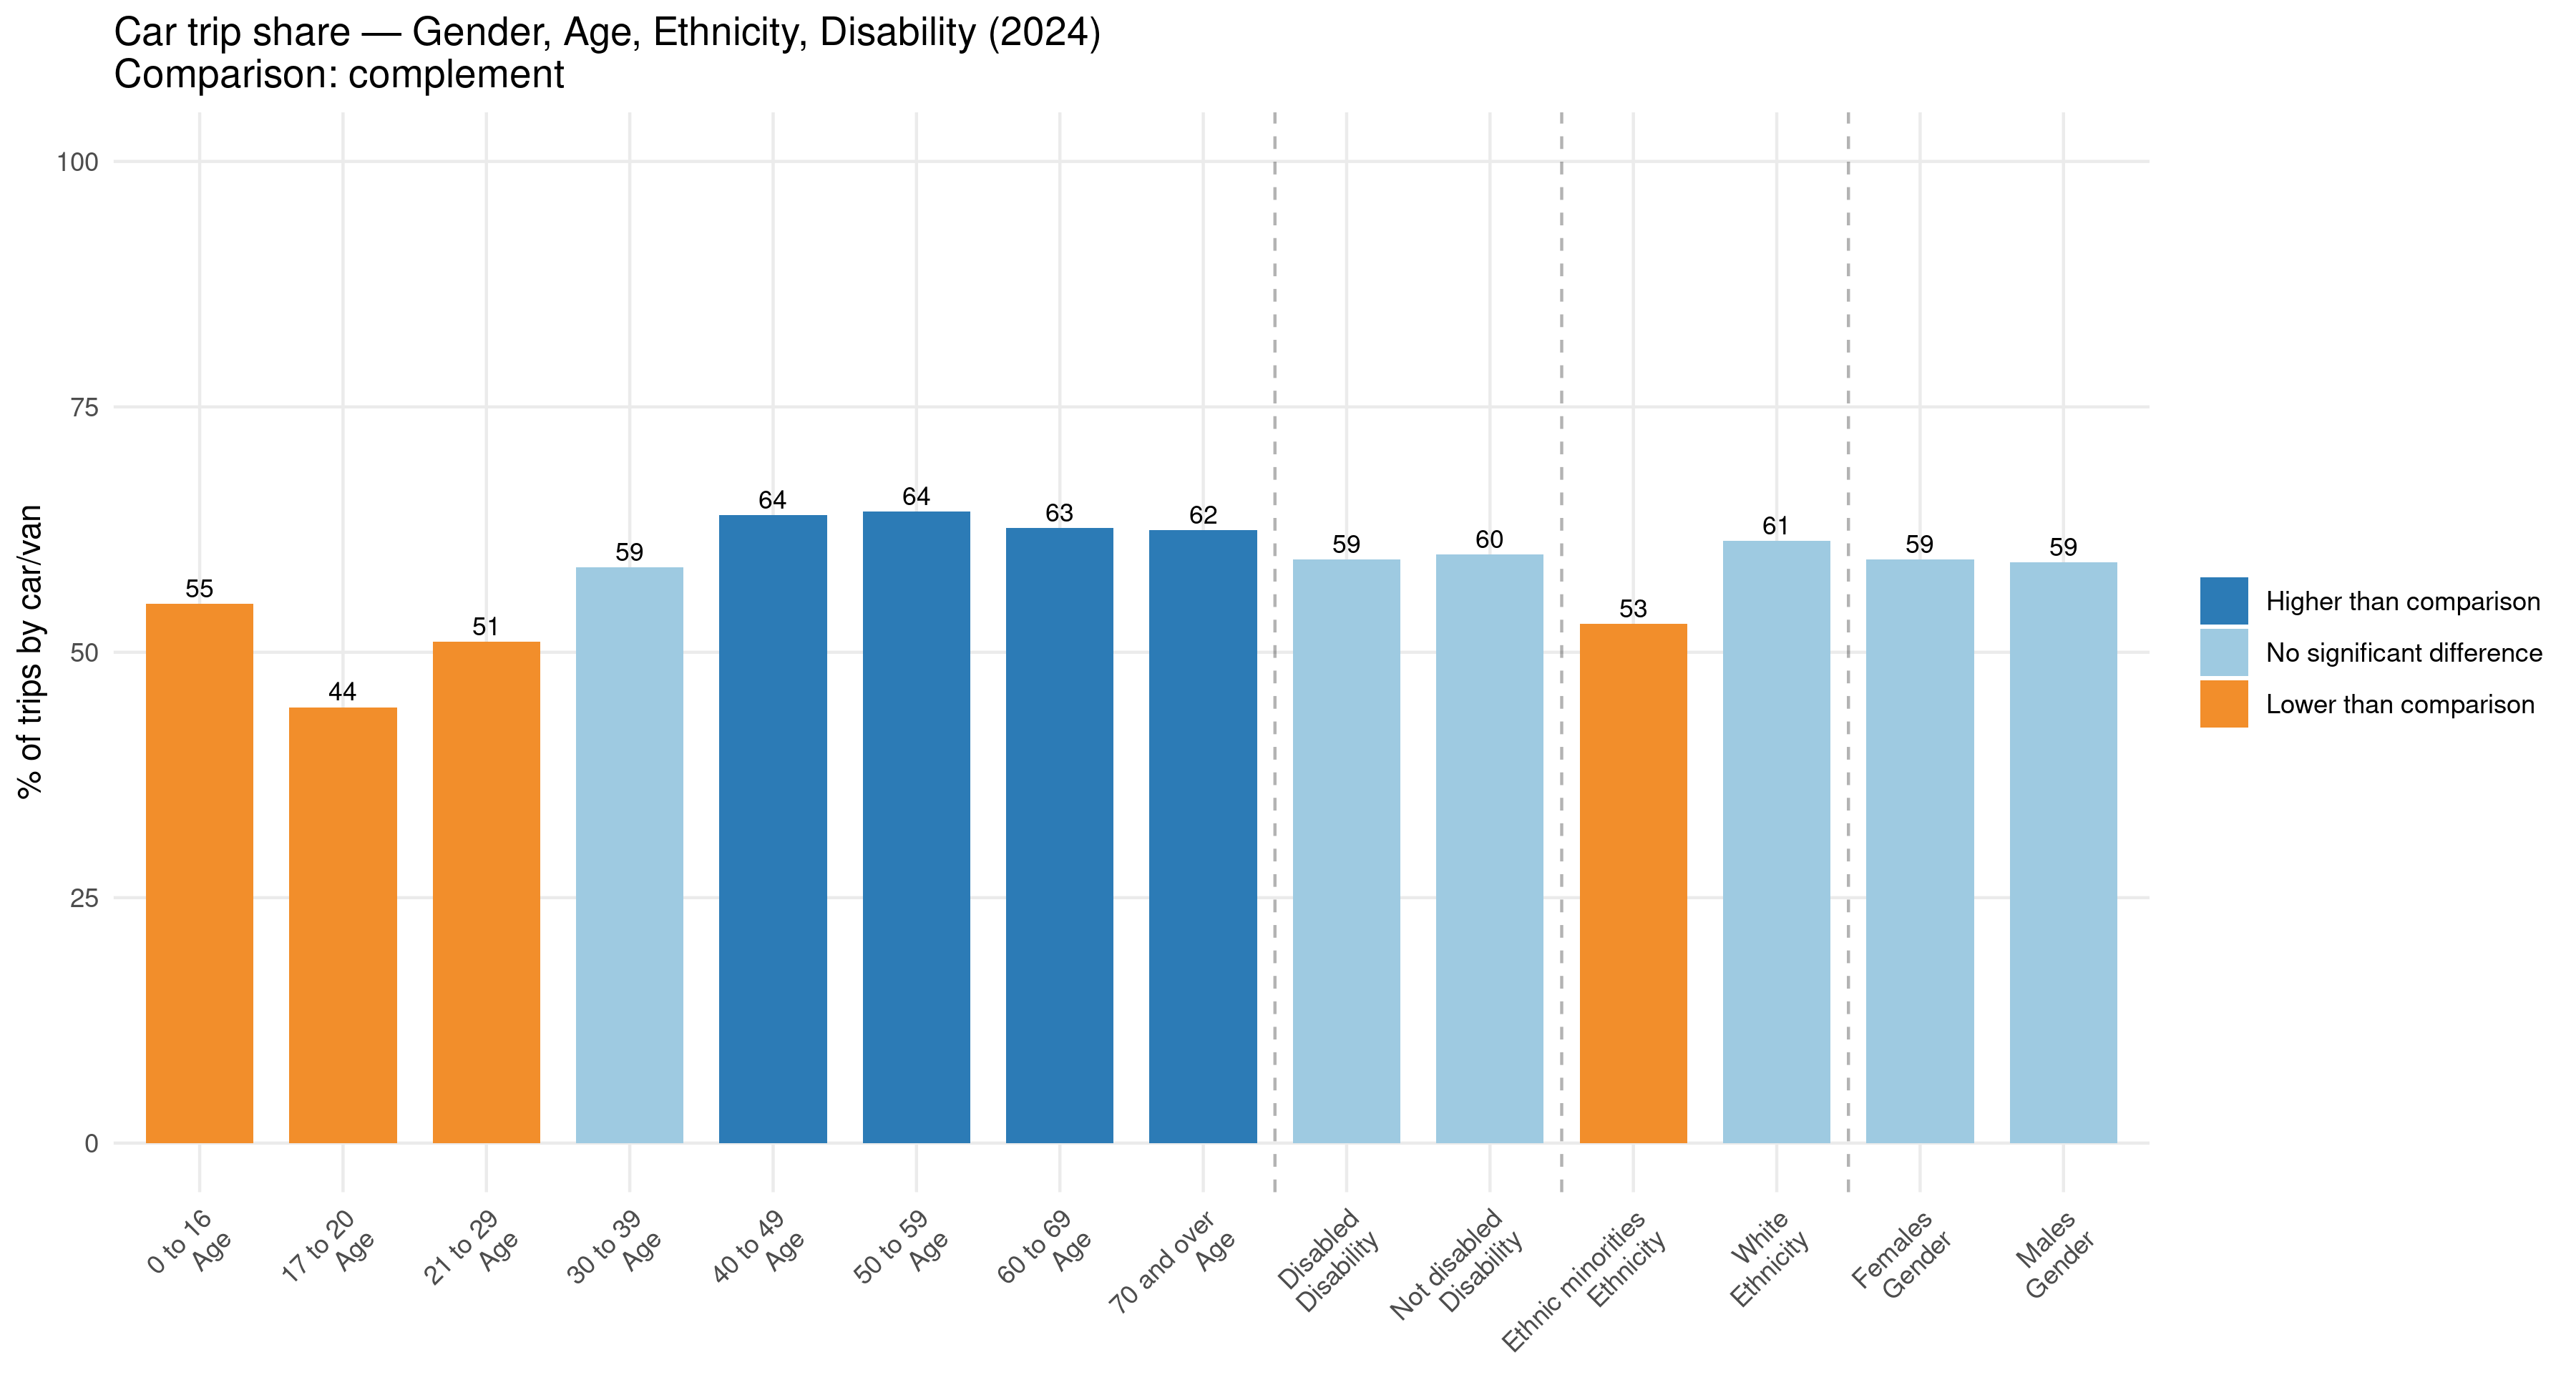 Car trip share — Gender, Age, Ethnicity, Disability (2024)
Comparison: complement
% of trips by car/van
100
75
50
25
0
55
44
51
59
64
64
63
62
59
60
53
61
59
59
0 to 16
Age
17 to 20
Age
21 to 29
Age
30 to 39
Age
40 to 49
Age
50 to 59
Age
60 to 69
Age
70 and over
Age
Disabled
Disability
Not disabled
Disability
Ethnic minorities
Ethnicity
White
Ethnicity
Females
Gender
Males
Gender
Higher than comparison
No significant difference
Lower than comparison